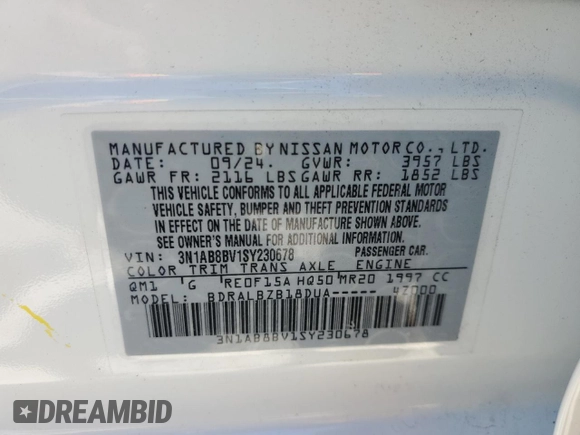 MANUFACTURED BY NISSAN MOTOR CO., LTD.
DATE: 09/24. GVWR: 3957 LBS
GAWR FR: 2116 LBS GAWR RR: 1852 LBS
THIS VEHICLE CONFORMS TO ALL APPLICABLE FEDERAL MOTOR
VEHICLE SAFETY, BUMPER AND THEFT PREVENTION STANDARDS
IN EFFECT ON THE DATE OF MANUFACTURE SHOWN ABOVE.
SEE OWNER'S MANUAL FOR ADDITIONAL INFORMATION
VIN: 3N1AB8BV1SY230678 PASSENGER CAR.
COLOR TRIM TRANS AXLE ENGINE
QM1 G RE0F15A HQ50 MR20 1997 CC
MODEL: BDRALBZB18DUA----- 4Z000
3N1AB8BV1SY230678
DREAMBID